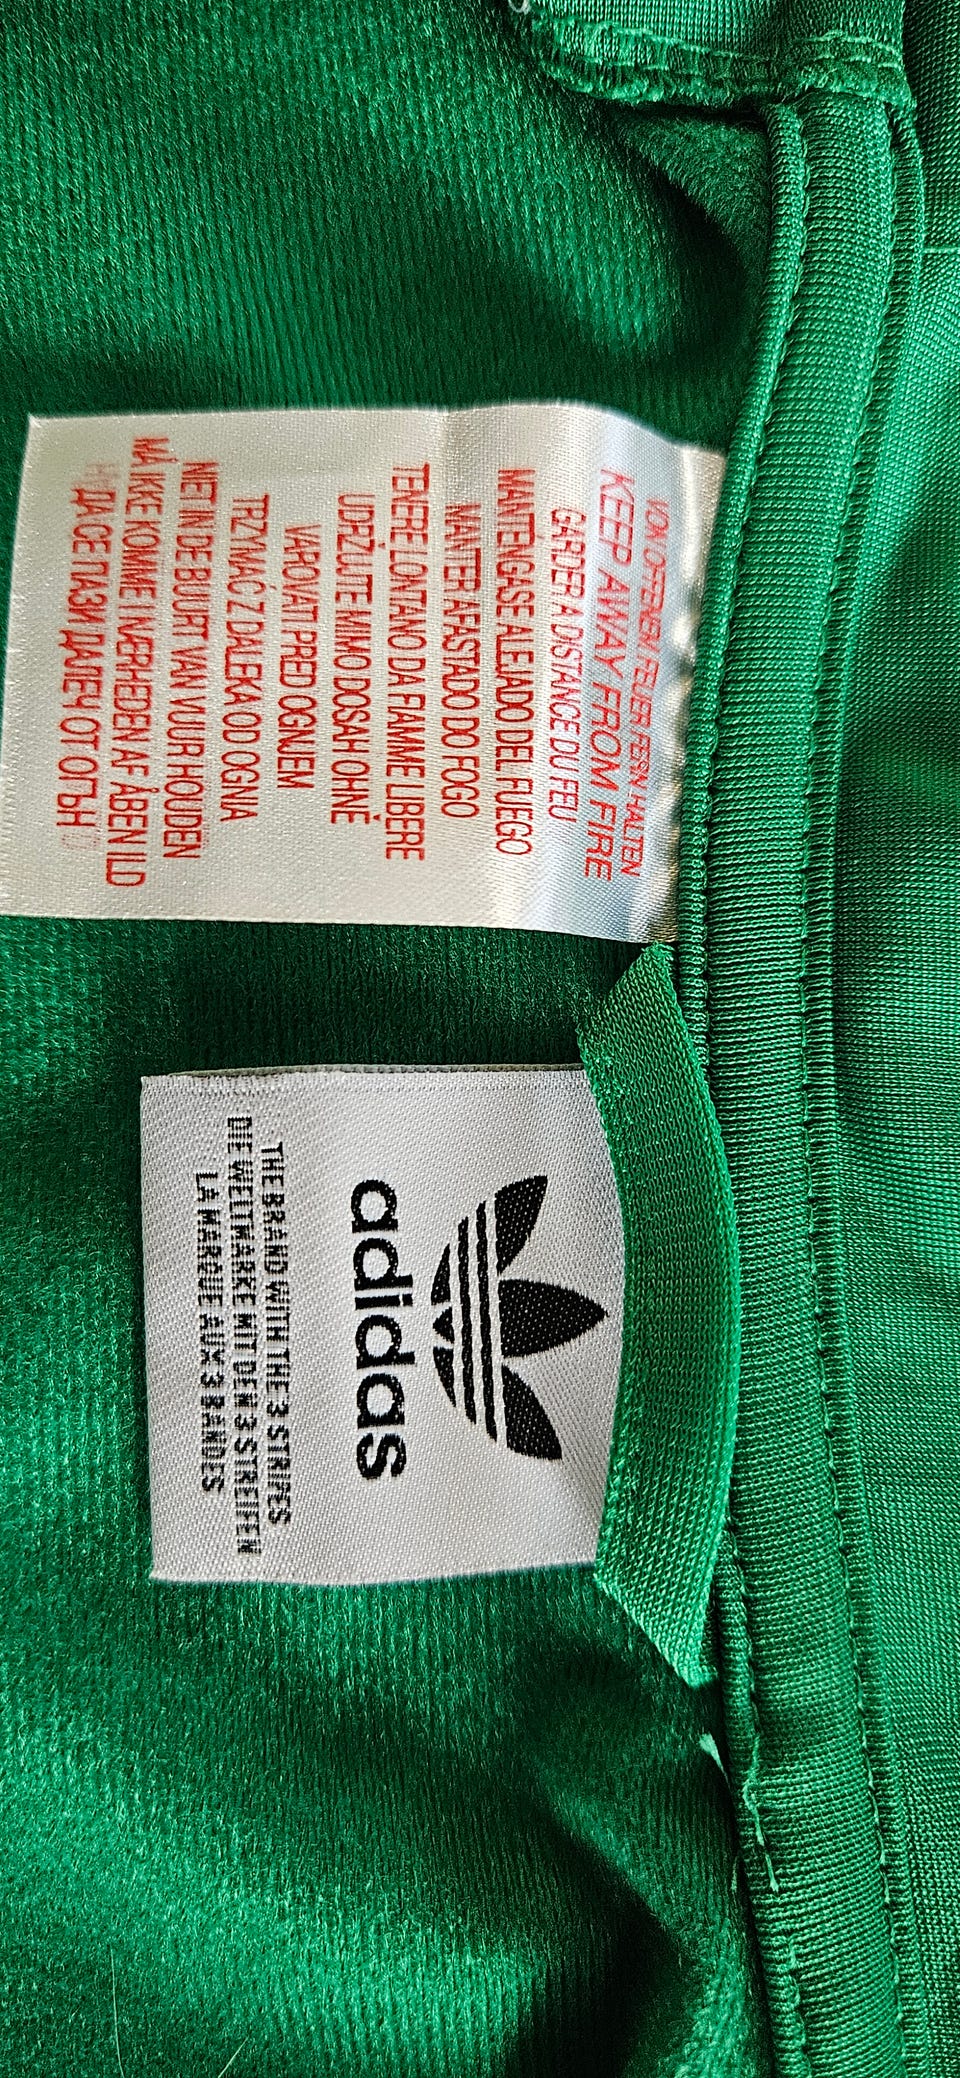 VON OFFENEM FEUER FERN HALTEN
KEEP AWAY FROM FIRE
GARDER A DISTANCE DU FEU
MANTENGASE ALEJADO DEL FUEGO
MANTER AFASTADO DO FOGO
TENERE LONTANO DA FIAMME LIBERE
UDRŽUJTE MIMO DOSAH OHNĚ
VAROVATI PRED OGNJEM
TRZYMAĆ Z DALEKA OD OGNIA
NIET IN DE BUURT VAN VUUR HOUDEN
MÅ IKKE KOMME I NÆRHEDEN AF ÅBEN ILD
ДА СЕ ПАЗИ ДАЛЕЧ ОТ ОГЪН
adidas
THE BRAND WITH THE 3 STRIPES
DIE WELTMARKE MIT DEN 3 STREIFEN
LA MARQUE AUX 3 BANDES